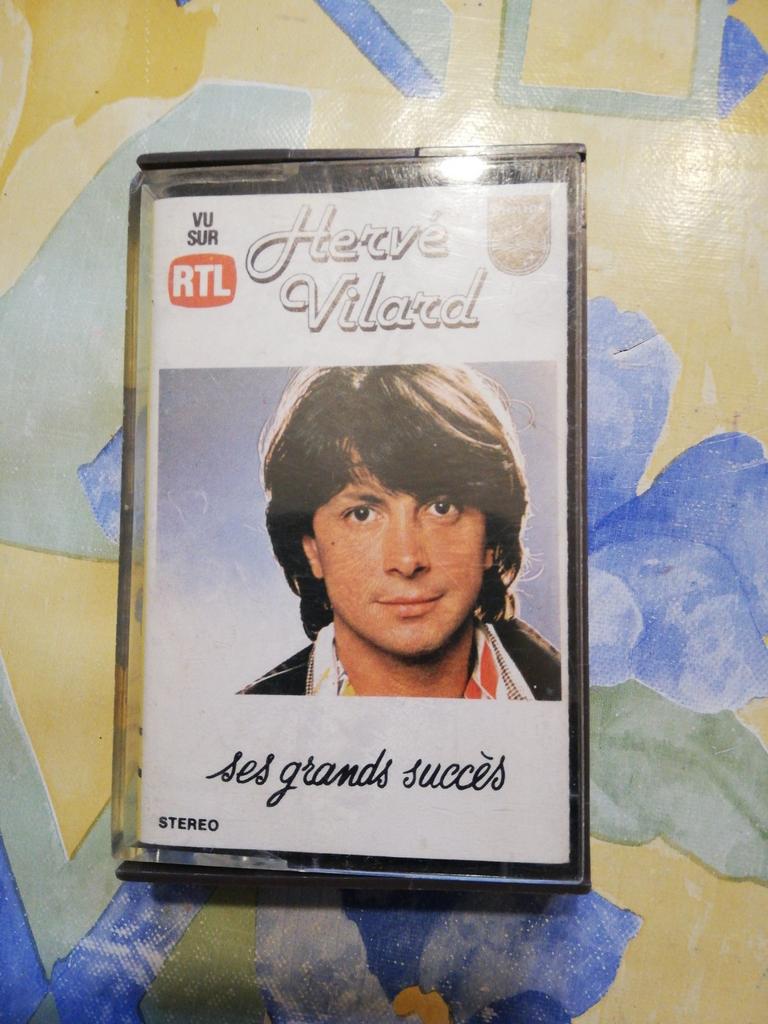 VU
SUR
RTL
Hervé
Vilard
ses grands succès
STEREO